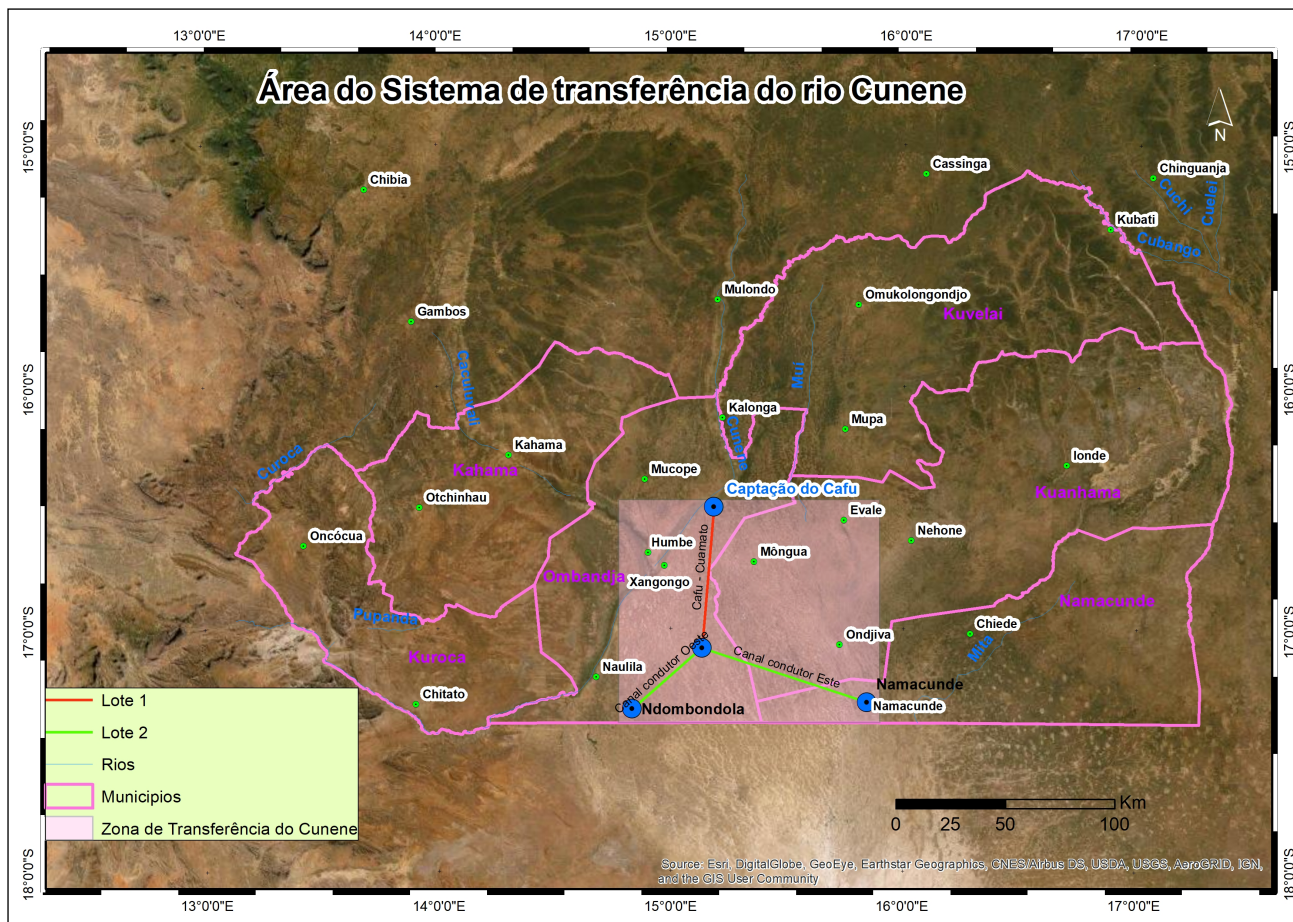 13°0'0"E
14°0'0"E
15°0'0"E
16°0'0"E
17°0'0"E
Área do Sistema de transferência do rio Cunene
N
15°0'0"S
15°0'0"S
Cassinga
Chinguanja
Chibia
Cuchi
Cuelei
Kubati
Cubango
Mulondo
Omukolongondjo
Kuvelai
Gambos
Caculuvoli
Mui
16°0'0"S
16°0'0"S
Kalonga
Cunene
Mupa
Curoca
Kahama
Kahama
Mucope
Ionde
Kuanhama
Otchinhau
Captação do Cafu
Evale
Oncócua
Humbe
Cafu - Cuamato
Môngua
Nehone
Xangongo
Ombandja
Namacunde
Pupanda
Chiede
Mita
17°0'0"S
17°0'0"S
Ondjiva
Kuroca
Naulila
Canal condutor Oeste
Canal condutor Este
Chitato
Ndombondola
Namacunde
Namacunde
Lote 1
Lote 2
Rios
Municipios
Zona de Transferência do Cunene
Km
0
25
50
100
Source: Esri, DigitalGlobe, GeoEye, Earthstar Geographics, CNES/Airbus DS, USDA, USGS, AeroGRID, IGN,
and the GIS User Community
18°0'0"S
18°0'0"S
13°0'0"E
14°0'0"E
15°0'0"E
16°0'0"E
17°0'0"E